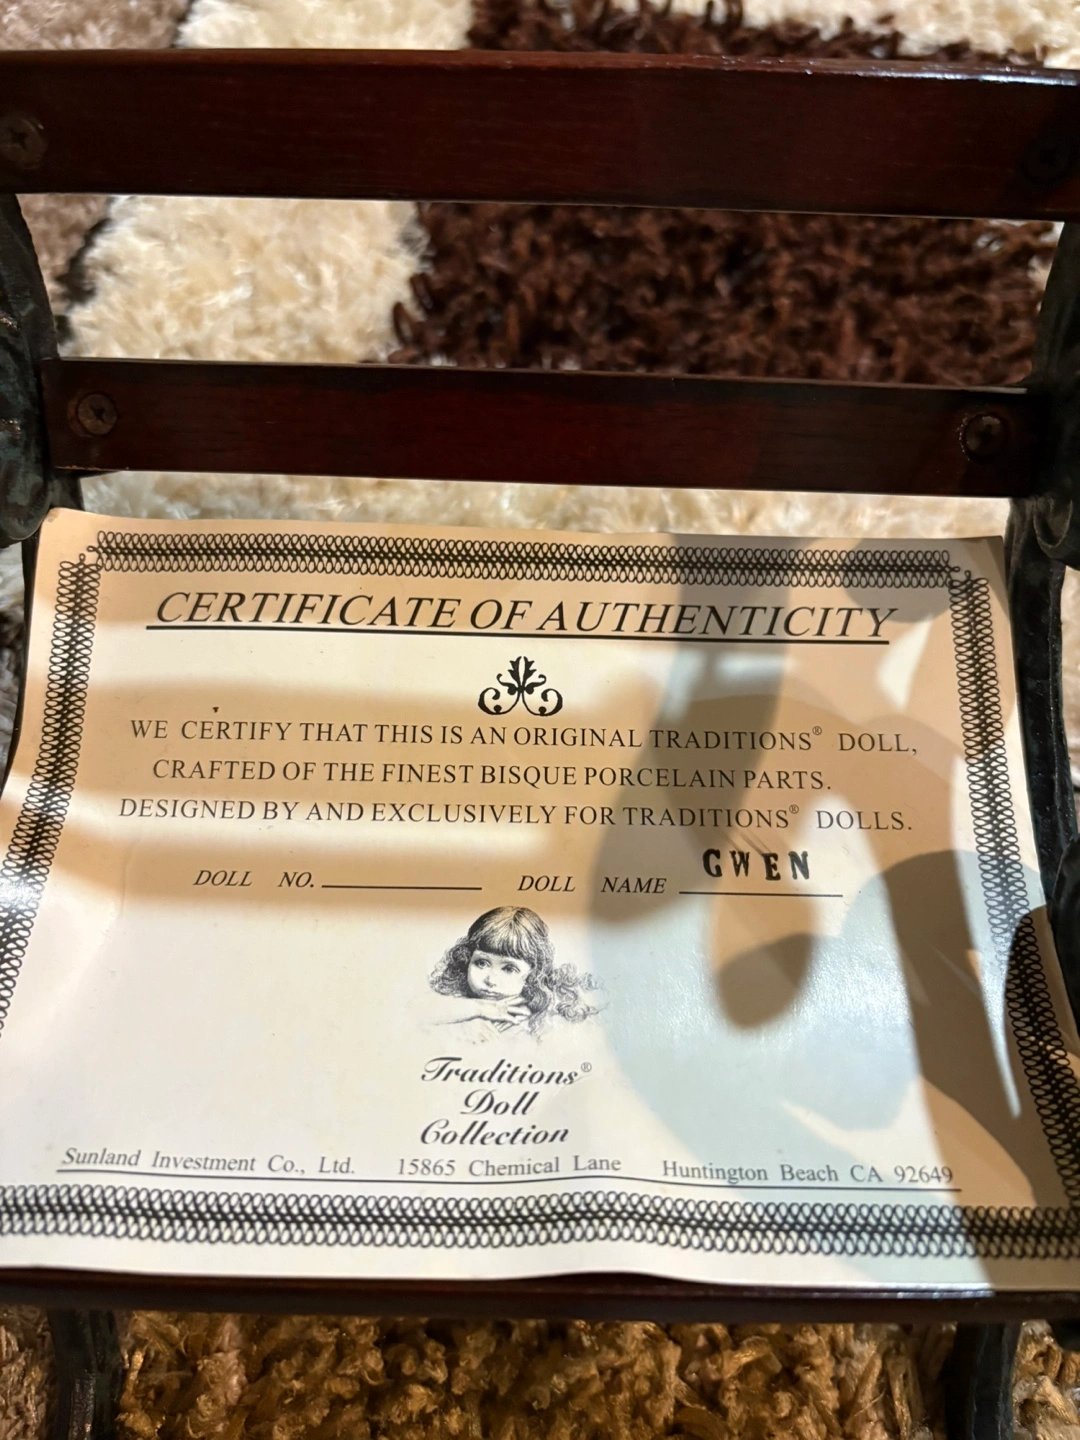 CERTIFICATE OF AUTHENTICITY
WE CERTIFY THAT THIS IS AN ORIGINAL TRADITIONS® DOLL,
CRAFTED OF THE FINEST BISQUE PORCELAIN PARTS.
DESIGNED BY AND EXCLUSIVELY FOR TRADITIONS® DOLLS.
DOLL NO. DOLL NAME GWEN
Traditions®
Doll
Collection
Sunland Investment Co., Ltd. 15865 Chemical Lane Huntington Beach CA 92649